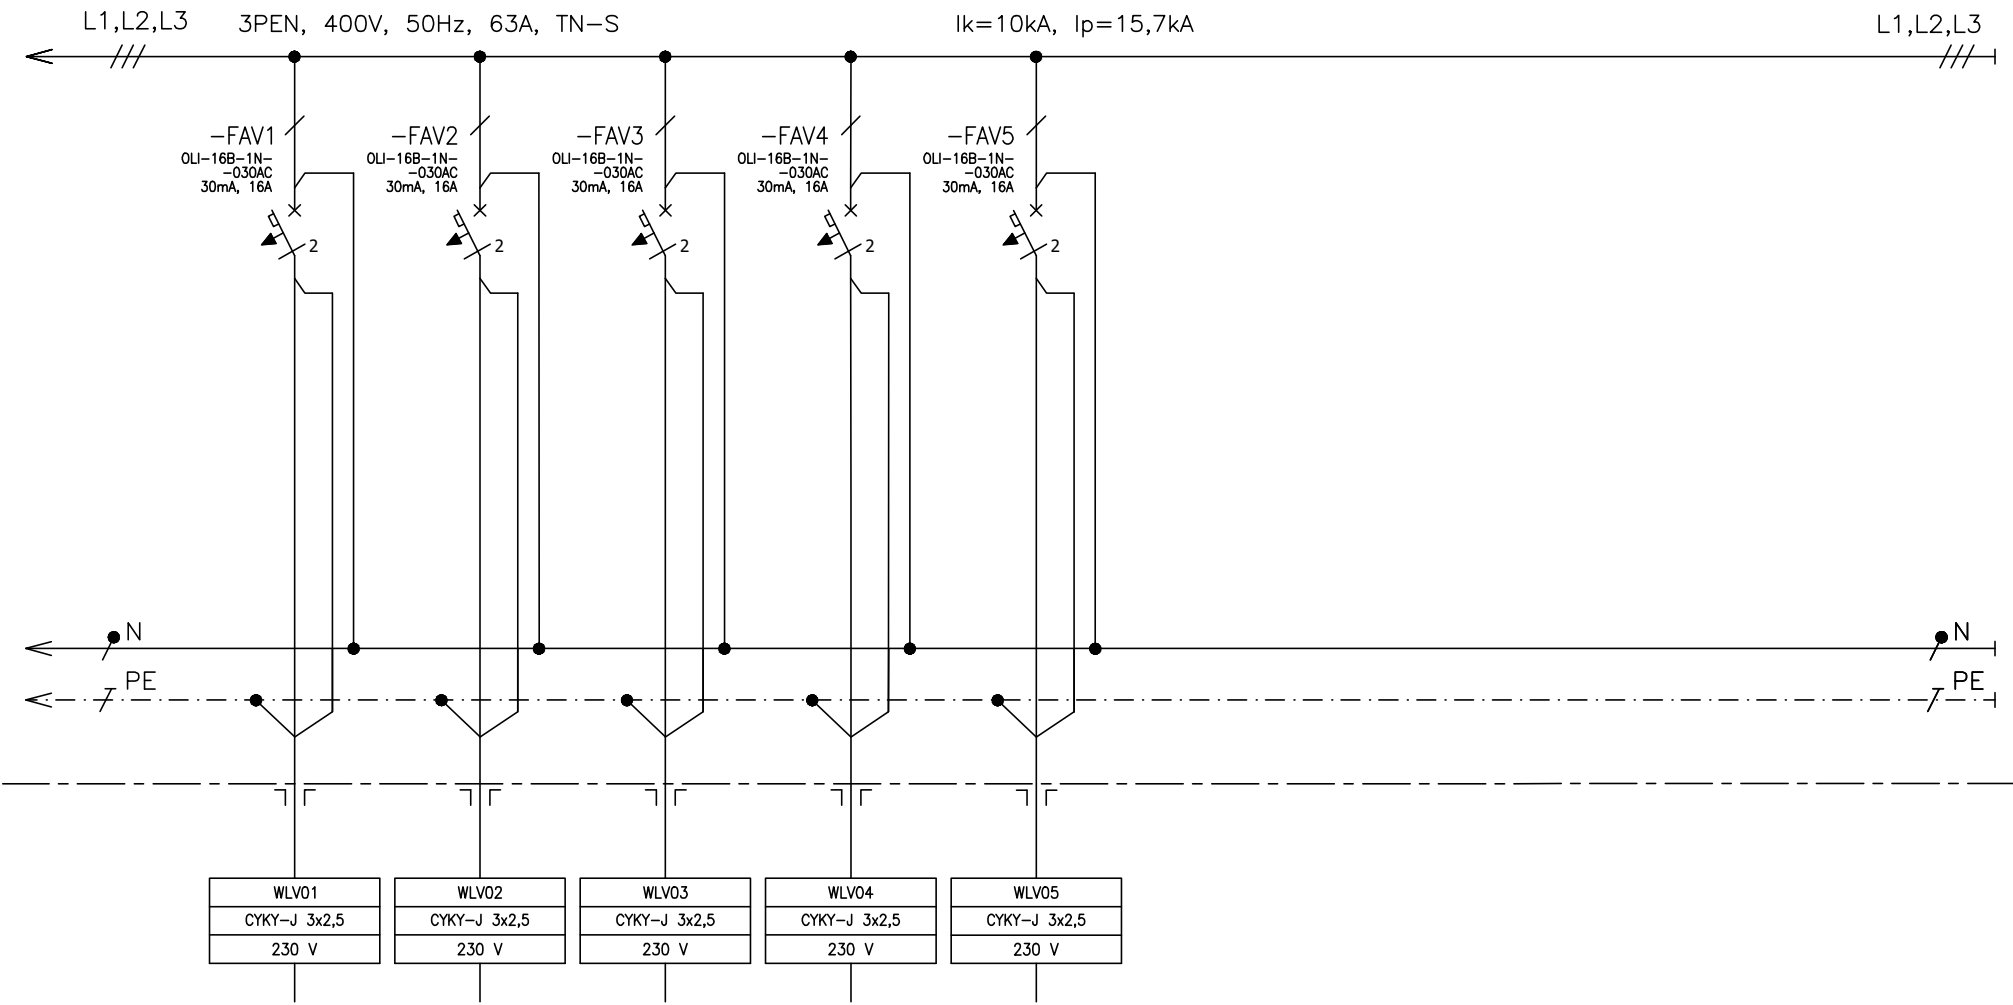 L1,L2,L3
3PEN, 400V, 50Hz, 63A, TN-S
Ik=10kA, Ip=15,7kA
L1,L2,L3
-FAV1
OLI-16B-1N-
-030AC
30mA, 16A
2
-FAV2
OLI-16B-1N-
-030AC
30mA, 16A
2
-FAV3
OLI-16B-1N-
-030AC
30mA, 16A
2
-FAV4
OLI-16B-1N-
-030AC
30mA, 16A
2
-FAV5
OLI-16B-1N-
-030AC
30mA, 16A
2
N
N
PE
PE
WLV01
CYKY-J 3x2,5
230 V
WLV02
CYKY-J 3x2,5
230 V
WLV03
CYKY-J 3x2,5
230 V
WLV04
CYKY-J 3x2,5
230 V
WLV05
CYKY-J 3x2,5
230 V